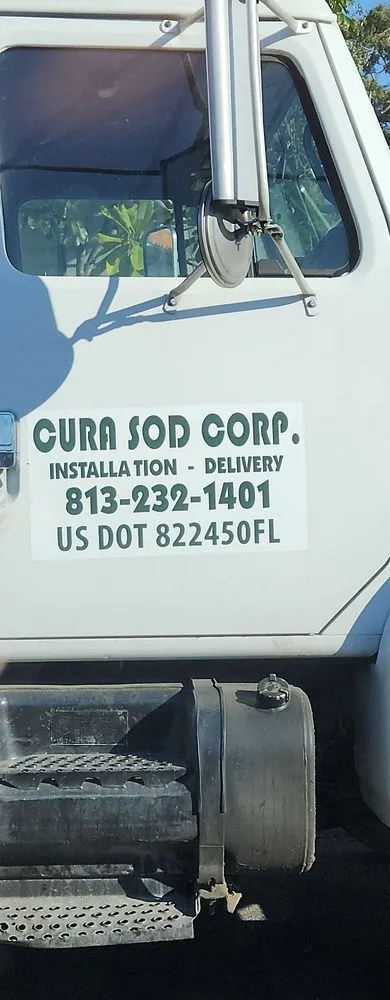 CURA SOD CORP.
INSTALLATION - DELIVERY
813-232-1401
US DOT 822450FL